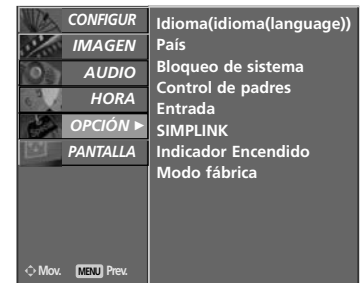 CONFIGUR
IMAGEN
AUDIO
HORA
OPCIÓN ►
PANTALLA
Mov. MENU Prev.
Idioma(idioma(language))
País
Bloqueo de sistema
Control de padres
Entrada
SIMPLINK
Indicador Encendido
Modo fábrica